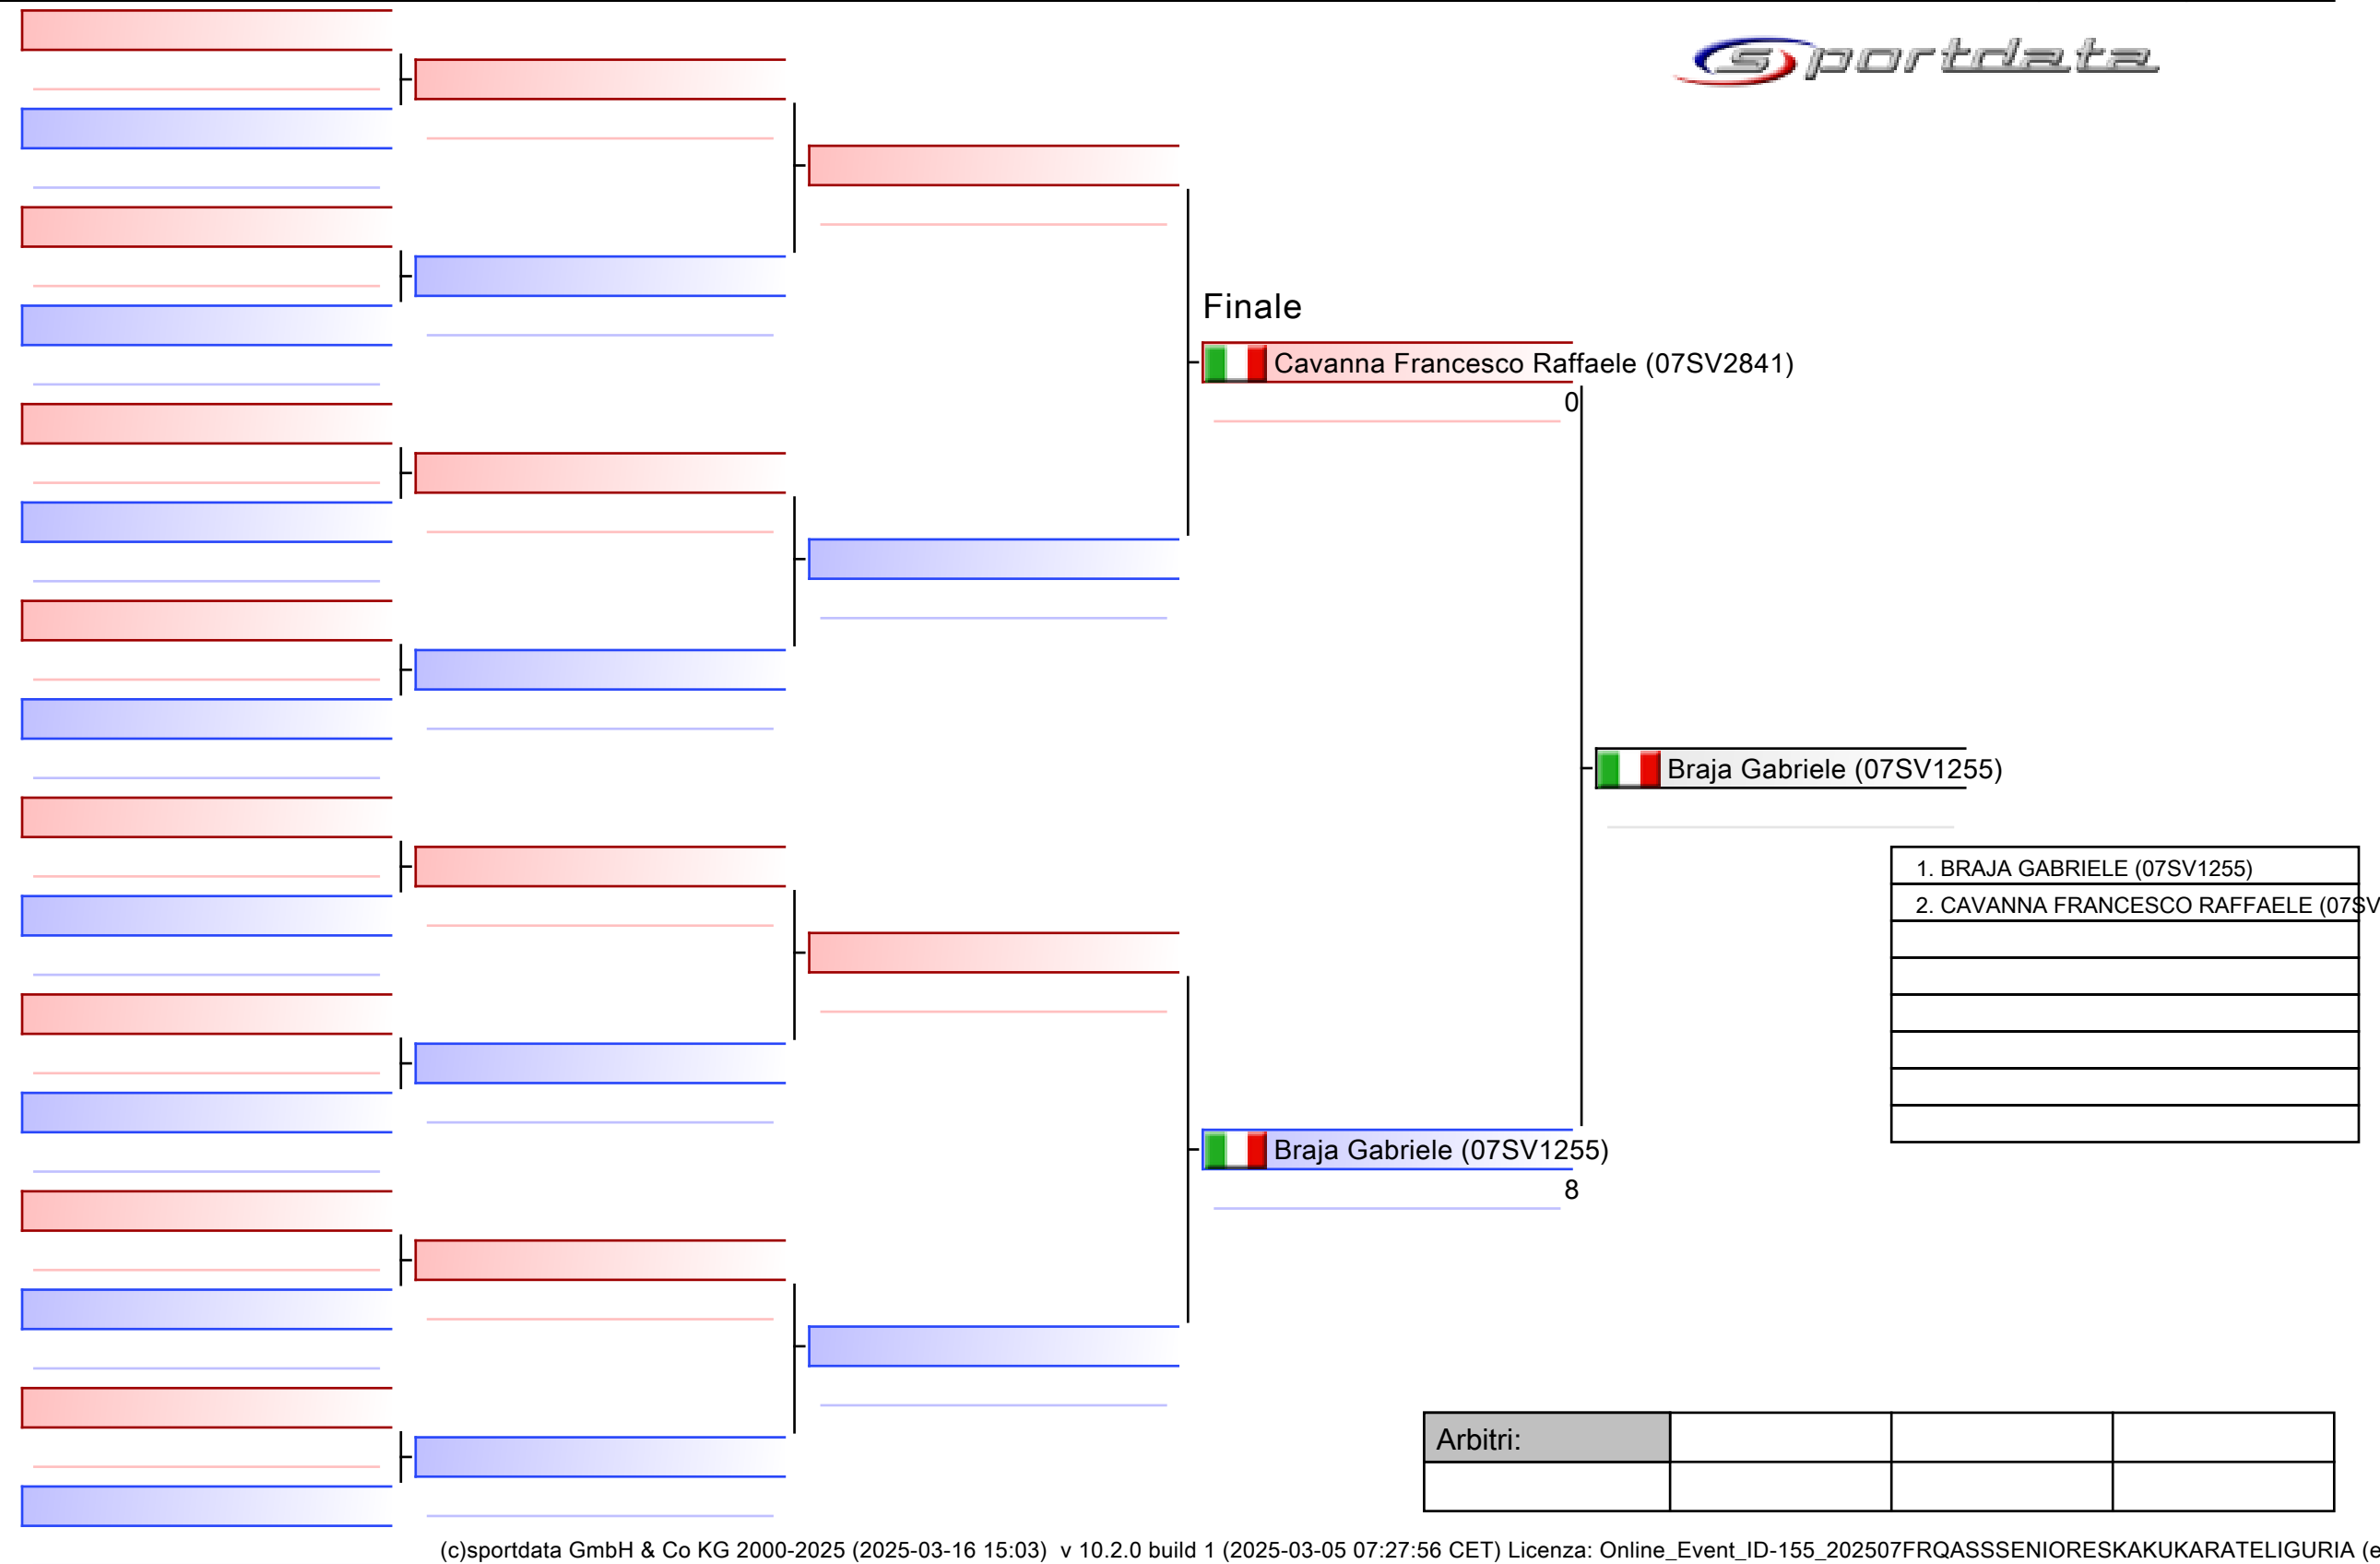 sportdata
Finale
Cavanna Francesco Raffaele (07SV2841)
0
Braja Gabriele (07SV1255)
1. BRAJA GABRIELE (07SV1255)
2. CAVANNA FRANCESCO RAFFAELE (07SV
Braja Gabriele (07SV1255)
8
Arbitri:
(c)sportdata GmbH & Co KG 2000-2025 (2025-03-16 15:03) v 10.2.0 build 1 (2025-03-05 07:27:56 CET) Licenza: Online_Event_ID-155_202507FRQASSSENIORESKAKUKARATELIGURIA (